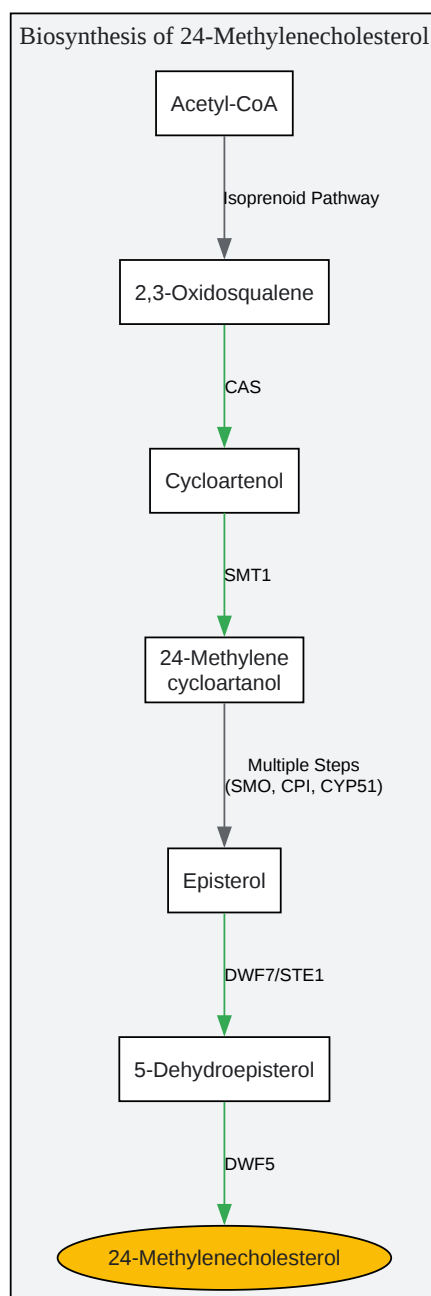 Biosynthesis of 24-Methylenecholesterol
Acetyl-CoA
Isoprenoid Pathway
2,3-Oxidosqualene
CAS
Cycloartenol
SMT1
24-Methylene
cycloartanol
Multiple Steps
(SMO, CPI, CYP51)
Episterol
DWF7/STE1
5-Dehydroepisterol
DWF5
24-Methylenecholesterol